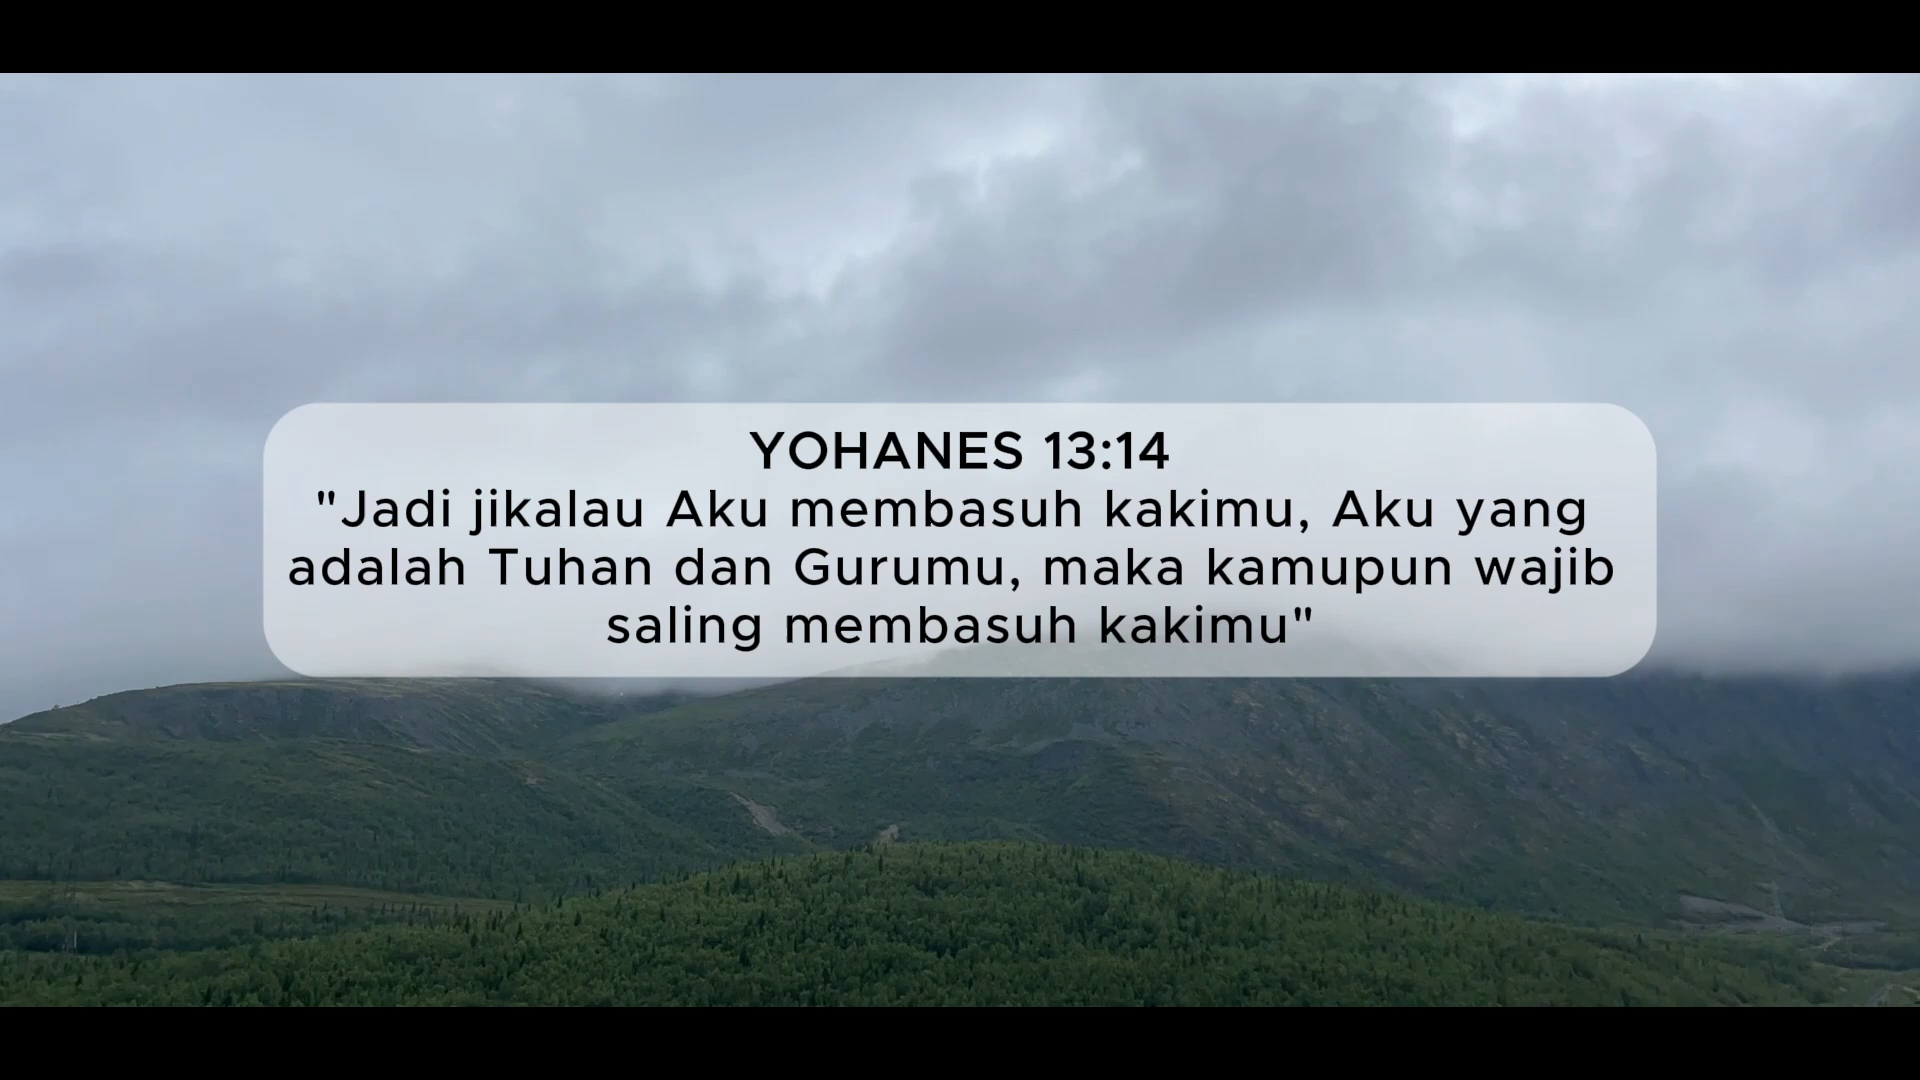 YOHANES 13:14
"Jadi jikalau Aku membasuh kakimu, Aku yang
adalah Tuhan dan Gurumu, maka kamupun wajib
saling membasuh kakimu"